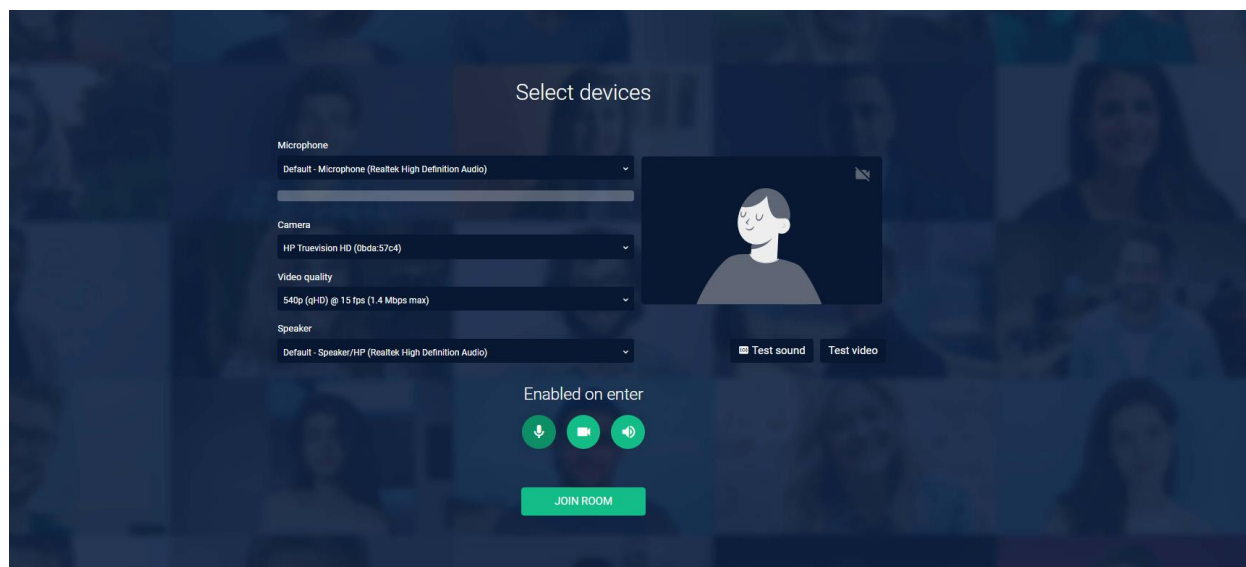 Select devices
Microphone
Default - Microphone (Realtek High Definition Audio)
Camera
HP Truevision HD (0bda:57c4)
Video quality
540p (qHD) @ 15 fps (1.4 Mbps max)
Speaker
Default - Speaker/HP (Realtek High Definition Audio)
Test sound
Test video
Enabled on enter
JOIN ROOM